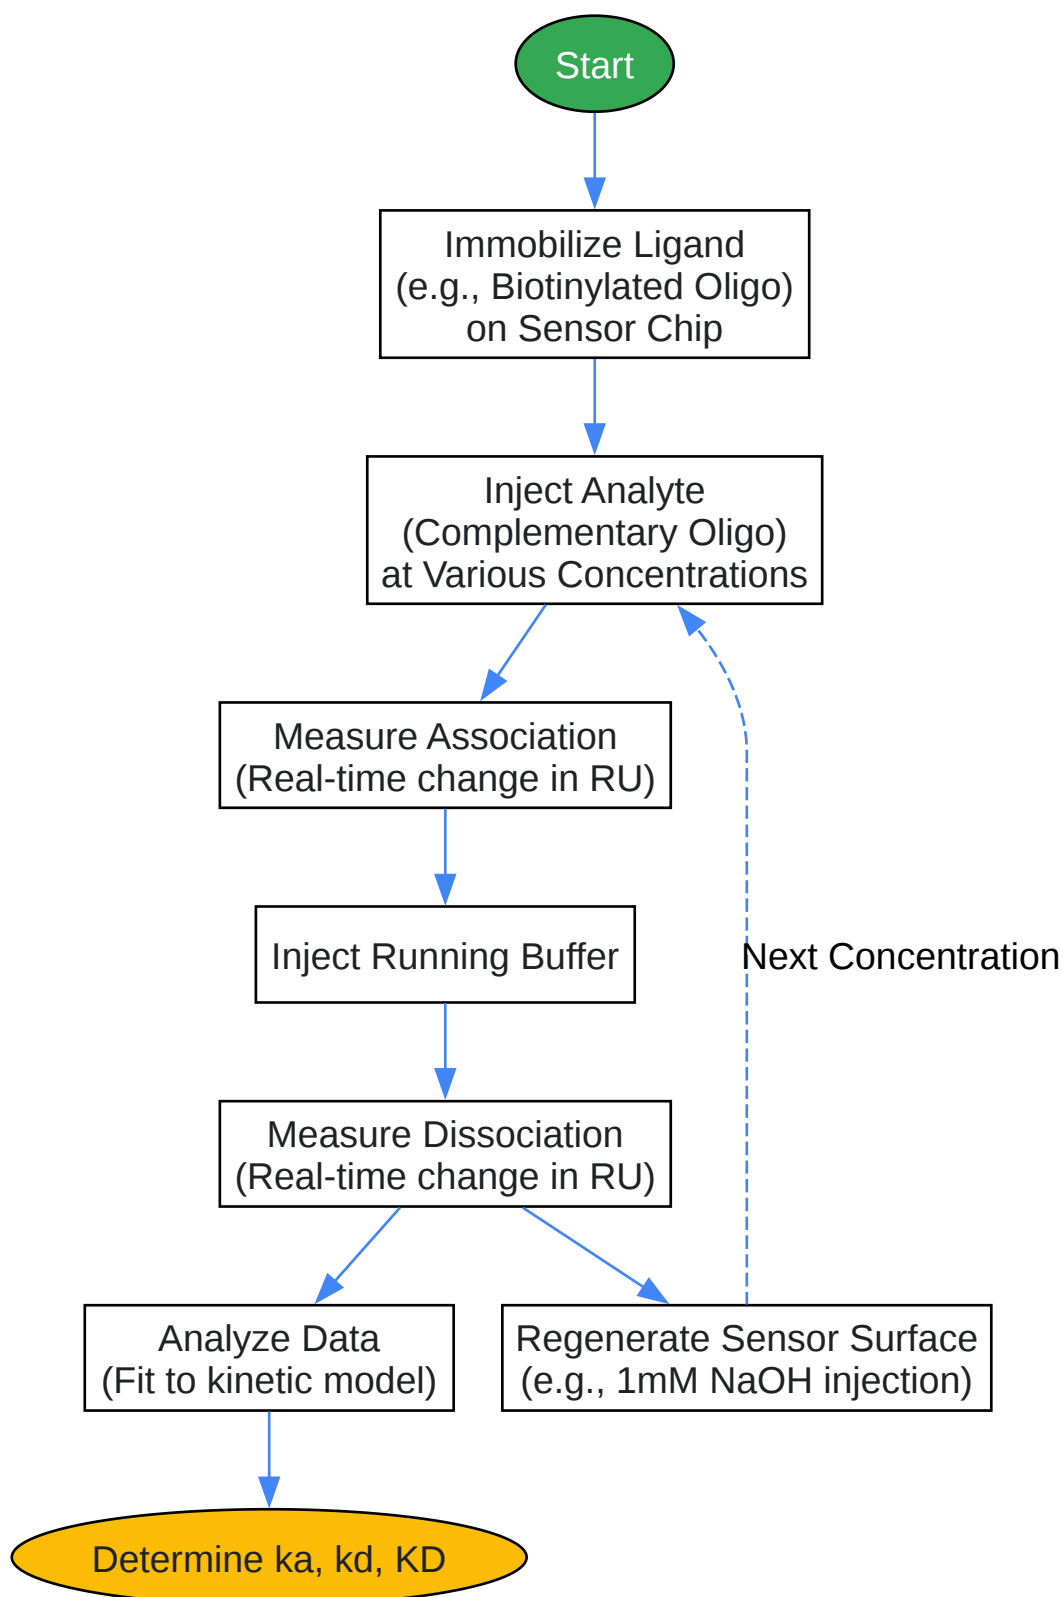 Start
Immobilize Ligand
(e.g., Biotinylated Oligo)
on Sensor Chip
Inject Analyte
(Complementary Oligo)
at Various Concentrations
Measure Association
(Real-time change in RU)
Inject Running Buffer
Next Concentration
Measure Dissociation
(Real-time change in RU)
Analyze Data
(Fit to kinetic model)
Regenerate Sensor Surface
(e.g., 1mM NaOH injection)
Determine ka, kd, KD